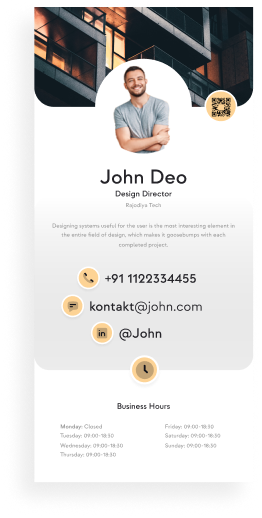 John Deo
Design Director
Rajodiya Tech
Designing systems useful for the user is the most interesting element in
the entire field of design, which makes it goosebumps with each
completed project.
+91 1122334455
kontakt@john.com
in @John
Business Hours
Monday: Closed
Tuesday: 09:00-18:30
Wednesday: 09:00-18:30
Thursday: 09:00-18:30
Friday: 09:00-18:30
Saturday: 09:00-18:30
Sunday: 09:00-18:30